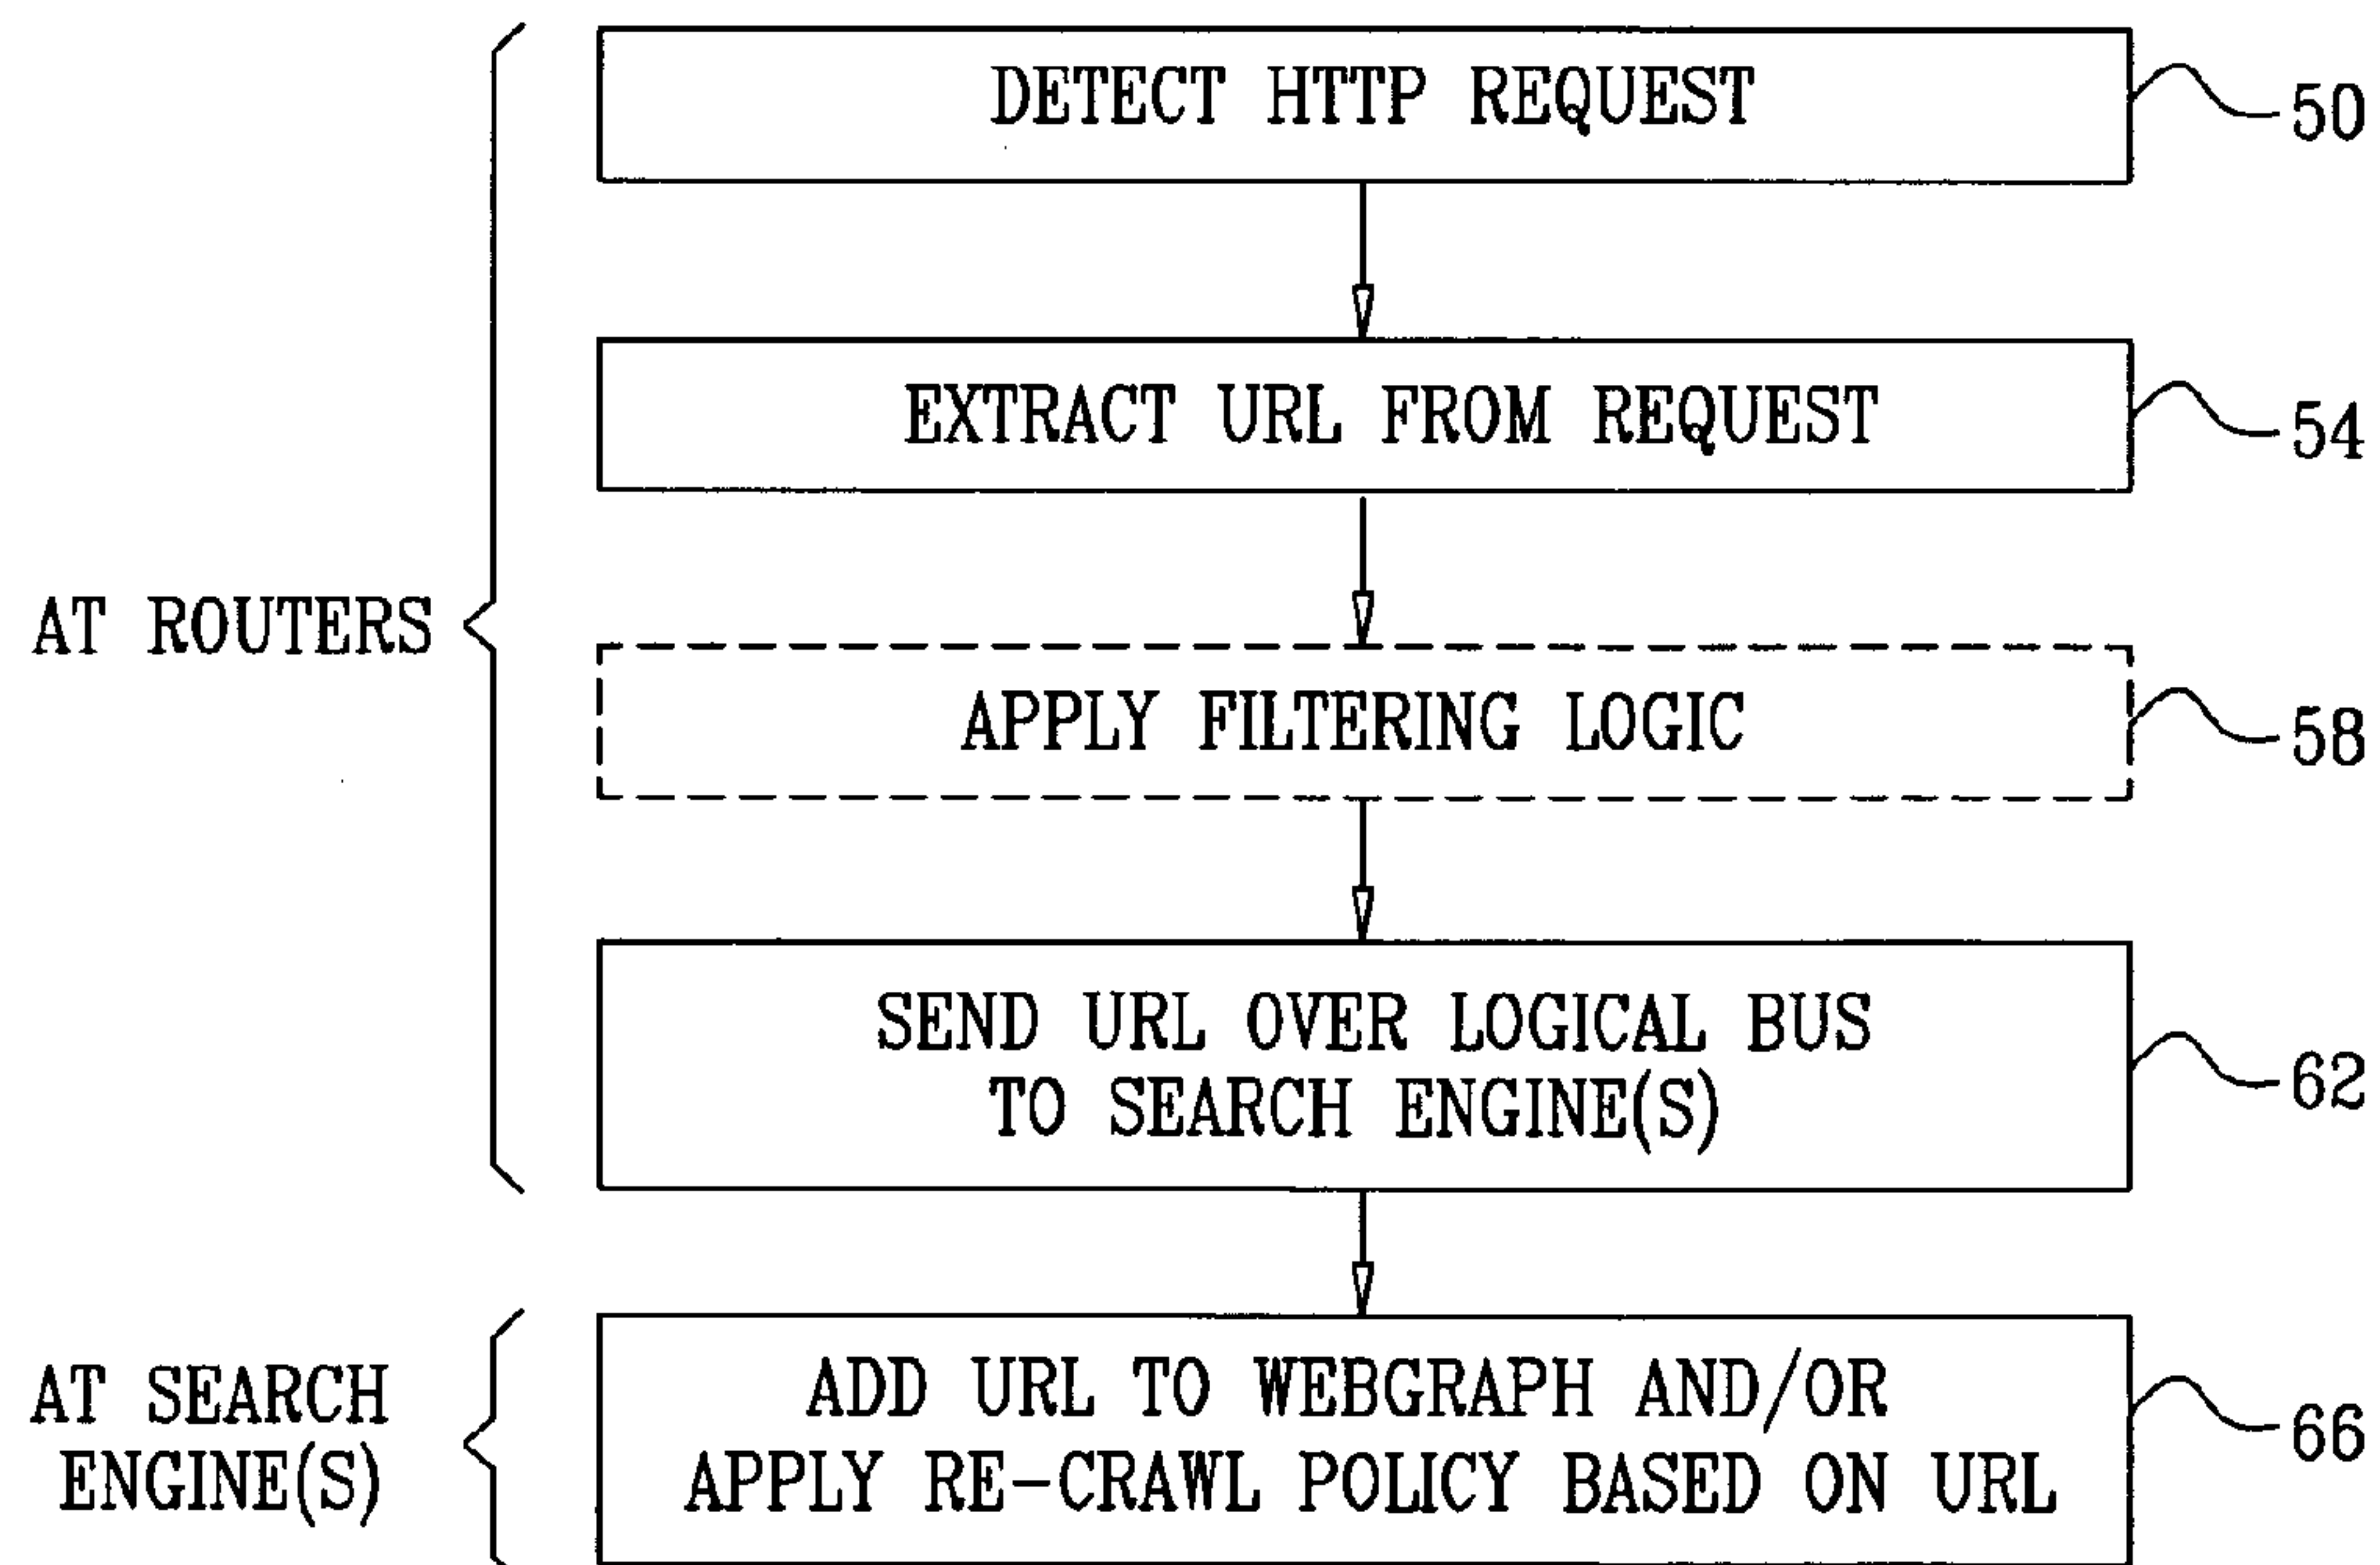 DETECT HTTP REQUEST
50
EXTRACT URL FROM REQUEST
54
AT ROUTERS
APPLY FILTERING LOGIC
58
SEND URL OVER LOGICAL BUS
TO SEARCH ENGINE(S)
62
AT SEARCH
ENGINE(S)
ADD URL TO WEBGRAPH AND/OR
APPLY RE-CRAWL POLICY BASED ON URL
66